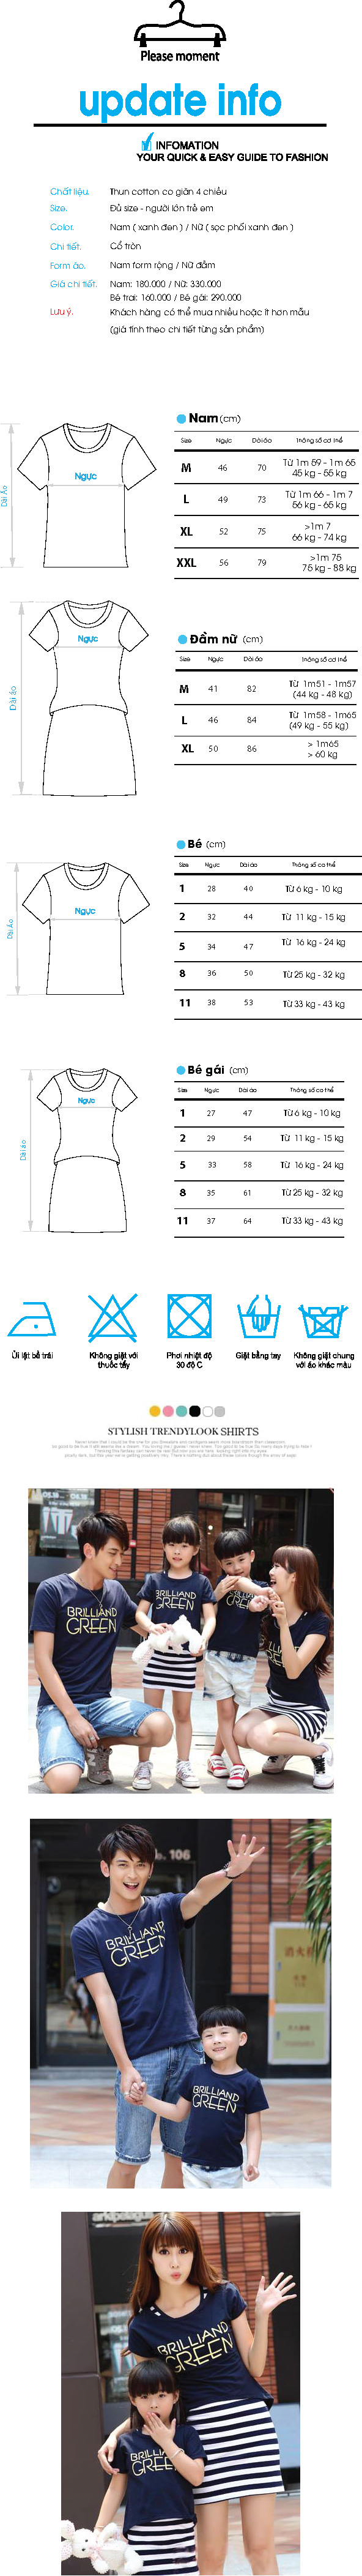 Please moment
update info
INFOMATION
YOUR QUICK & EASY GUIDE TO FASHION
Chất liệu. Thun cotton co giãn 4 chiều
Size. Đủ size - người lớn trẻ em
Color. Nam ( xanh đen ) / Nữ ( sọc phối xanh đen )
Chi tiết. Cổ tròn
Form áo. Nam form rộng / Nữ đầm
Giá chi tiết. Nam: 180.000 / Nữ: 330.000
Bé trai: 160.000 / Bé gái: 290.000
Lưu ý. Khách hàng có thể mua nhiều hoặc ít hơn mẫu
(giá tính theo chi tiết từng sản phẩm)
Nam (cm)
Size Ngực Dài áo Thông số cơ thể
M 46 70 Từ 1m 59 - 1m 65
45 kg - 55 kg
L 49 73 Từ 1m 66 - 1m 7
56 kg - 65 kg
XL 52 75 >1m 7
66 kg - 74 kg
XXL 56 79 >1m 75
75 kg - 88 kg
Ngực
Dài Áo
Đầm nữ (cm)
Size Ngực Dài áo Thông số cơ thể
M 41 82 Từ 1m51 - 1m57
(44 kg - 48 kg)
L 46 84 Từ 1m58 - 1m65
(49 kg - 55 kg)
XL 50 86 > 1m65
> 60 kg
Ngực
Dài áo
Bé (cm)
Size Ngực Dài áo Thông số cơ thể
1 28 40 Từ 6 kg - 10 kg
2 32 44 Từ 11 kg - 15 kg
5 34 47 Từ 16 kg - 24 kg
8 36 50 Từ 25 kg - 32 kg
11 38 53 Từ 33 kg - 43 kg
Ngực
Dài Áo
Bé gái (cm)
Size Ngực Dài áo Thông số cơ thể
1 27 47 Từ 6 kg - 10 kg
2 29 54 Từ 11 kg - 15 kg
5 33 58 Từ 16 kg - 24 kg
8 35 61 Từ 25 kg - 32 kg
11 37 64 Từ 33 kg - 43 kg
Ngực
Dài áo
Ủi lật bề trái
Không giặt với
thuốc tẩy
Phơi nhiệt độ
30 độ C
Giặt bằng tay
Không giặt chung
với áo khác màu
STYLISH TRENDYLOOK SHIRTS
BRILLIAND
GREEN
BRILLIAND
GREEN
BRILLIAND
GREEN
. 106
BRILLIAND
GREEN
BRILLIAND
GREEN
BRILLIAND
GREEN